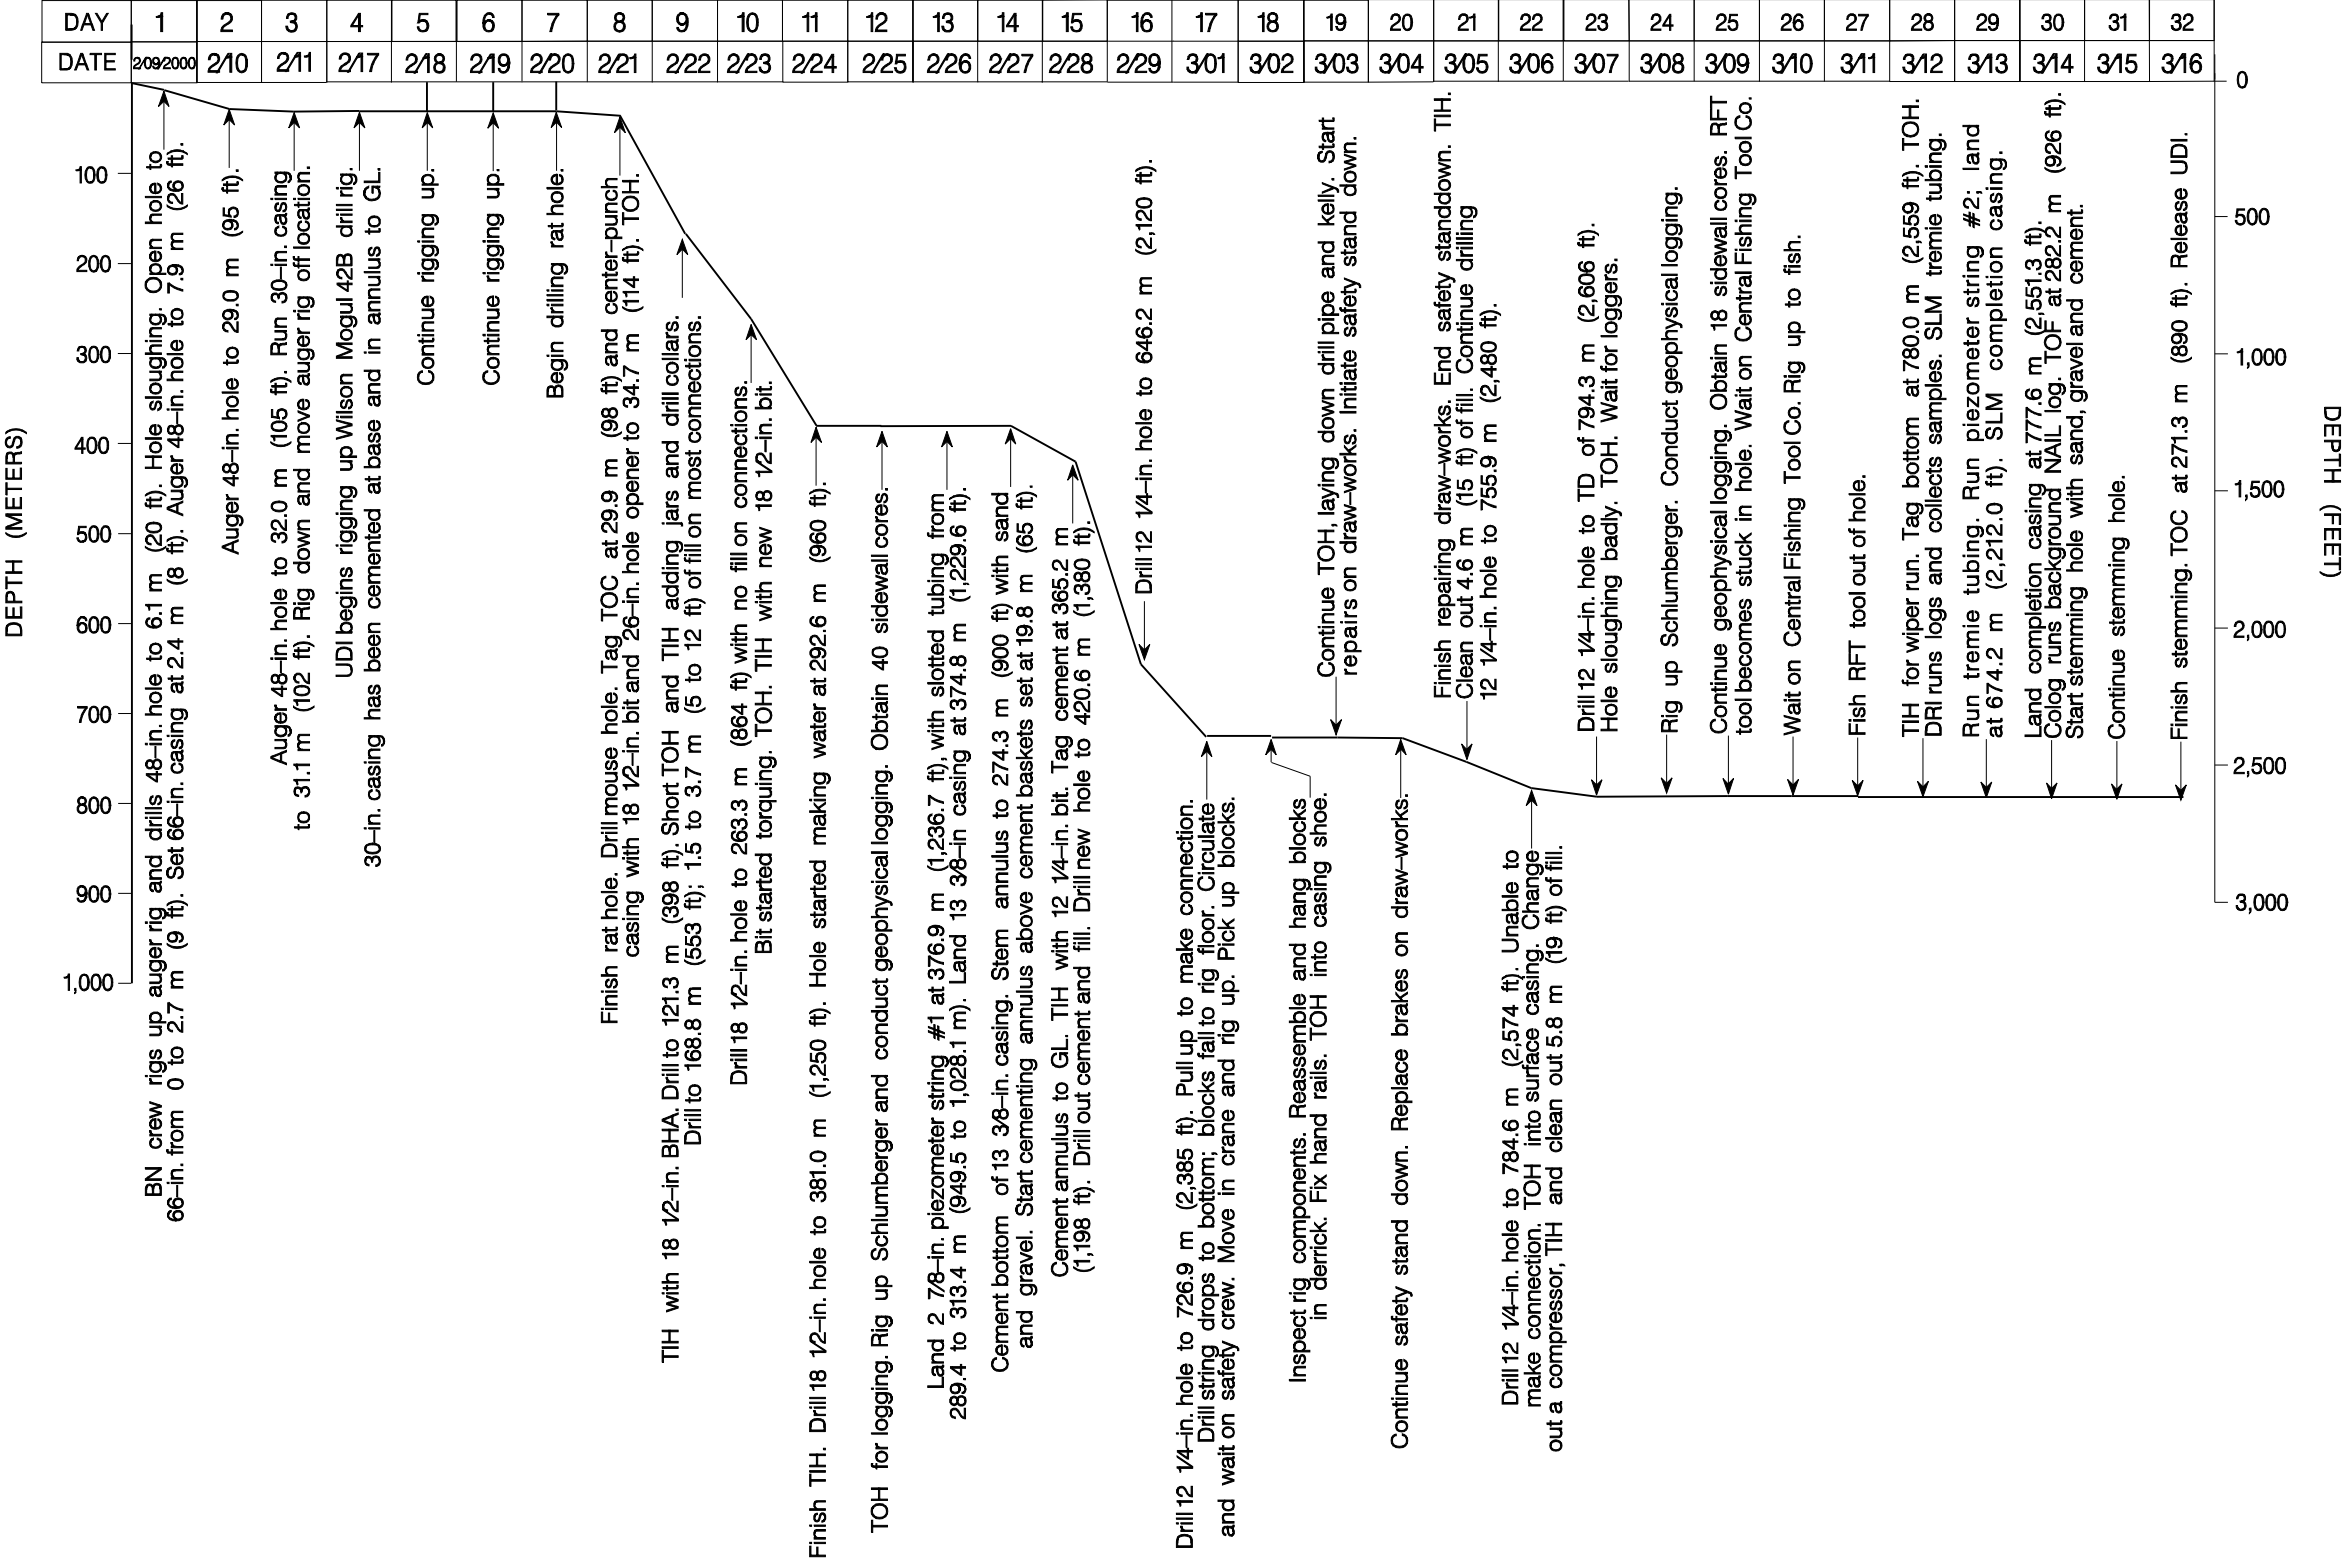 DAY 1 2 3 4 5 6 7 8 9 10 11 12 13 14 15 16 17 18 19 20 21 22 23 24 25 26 27 28 29 30 31 32
DATE 2/09/2000 2/10 2/11 2/17 2/18 2/19 2/20 2/21 2/22 2/23 2/24 2/25 2/26 2/27 2/28 2/29 3/01 3/02 3/03 3/04 3/05 3/06 3/07 3/08 3/09 3/10 3/11 3/12 3/13 3/14 3/15 3/16
DEPTH (METERS)
100
200
300
400
500
600
700
800
900
1,000
BN crew rigs up auger rig and drills 48–in. hole to 6.1 m (20 ft). Hole sloughing. Open hole to
66–in. from 0 to 2.7 m (9 ft). Set 66–in. casing at 2.4 m (8 ft). Auger 48–in. hole to 7.9 m (26 ft).
Auger 48–in. hole to 29.0 m (95 ft).
Auger 48–in. hole to 32.0 m (105 ft). Run 30–in. casing
to 31.1 m (102 ft). Rig down and move auger rig off location.
UDI begins rigging up Wilson Mogul 42B drill rig.
30–in. casing has been cemented at base and in annulus to GL.
Continue rigging up.
Continue rigging up.
Begin drilling rat hole.
Finish rat hole. Drill mouse hole. Tag TOC at 29.9 m (98 ft) and center–punch
casing with 18 1/2–in. bit and 26–in. hole opener to 34.7 m (114 ft). TOH.
TIH with 18 1/2–in. BHA. Drill to 121.3 m (398 ft). Short TOH and TIH adding jars and drill collars.
Drill to 168.8 m (553 ft); 1.5 to 3.7 m (5 to 12 ft) of fill on most connections.
Drill 18 1/2–in. hole to 263.3 m (864 ft) with no fill on connections.
Bit started torquing. TOH. TIH with new 18 1/2–in. bit.
Finish TIH. Drill 18 1/2–in. hole to 381.0 m (1,250 ft). Hole started making water at 292.6 m (960 ft).
TOH for logging. Rig up Schlumberger and conduct geophysical logging. Obtain 40 sidewall cores.
Land 2 7/8–in. piezometer string #1 at 376.9 m (1,236.7 ft), with slotted tubing from
289.4 to 313.4 m (949.5 to 1,028.1 m). Land 13 3/8–in casing at 374.8 m (1,229.6 ft).
Cement bottom of 13 3/8–in. casing. Stem annulus to 274.3 m (900 ft) with sand
and gravel. Start cementing annulus above cement baskets set at 19.8 m (65 ft).
Cement annulus to GL. TIH with 12 1/4–in. bit. Tag cement at 365.2 m
(1,198 ft). Drill out cement and fill. Drill new hole to 420.6 m (1,380 ft).
Drill 12 1/4–in. hole to 646.2 m (2,120 ft).
Drill 12 1/4–in. hole to 726.9 m (2,385 ft). Pull up to make connection.
Drill string drops to bottom; blocks fall to rig floor. Circulate
and wait on safety crew. Move in crane and rig up. Pick up blocks.
Inspect rig components. Reassemble and hang blocks
in derrick. Fix hand rails. TOH into casing shoe.
Continue TOH, laying down drill pipe and kelly. Start
repairs on draw–works. Initiate safety stand down.
Continue safety stand down. Replace brakes on draw–works.
Finish repairing draw–works. End safety standdown. TIH.
Clean out 4.6 m (15 ft) of fill. Continue drilling
12 1/4–in. hole to 755.9 m (2,480 ft).
Drill 12 1/4–in. hole to 784.6 m (2,574 ft). Unable to
make connection. TOH into surface casing. Change
out a compressor, TIH and clean out 5.8 m (19 ft) of fill.
Drill 12 1/4–in. hole to TD of 794.3 m (2,606 ft).
Hole sloughing badly. TOH. Wait for loggers.
Rig up Schlumberger. Conduct geophysical logging.
Continue geophysical logging. Obtain 18 sidewall cores. RFT
tool becomes stuck in hole. Wait on Central Fishing Tool Co.
Wait on Central Fishing Tool Co. Rig up to fish.
Fish RFT tool out of hole.
TIH for wiper run. Tag bottom at 780.0 m (2,559 ft). TOH.
DRI runs logs and collects samples. SLM tremie tubing.
Run tremie tubing. Run piezometer string #2; land
at 674.2 m (2,212.0 ft). SLM completion casing.
Land completion casing at 777.6 m (2,551.3 ft).
Colog runs background NAIL log. TOF at 282.2 m (926 ft).
Start stemming hole with sand, gravel and cement.
Continue stemming hole.
Finish stemming. TOC at 271.3 m (890 ft). Release UDI.
0
500
1,000
1,500
2,000
2,500
3,000
DEPTH (FEET)